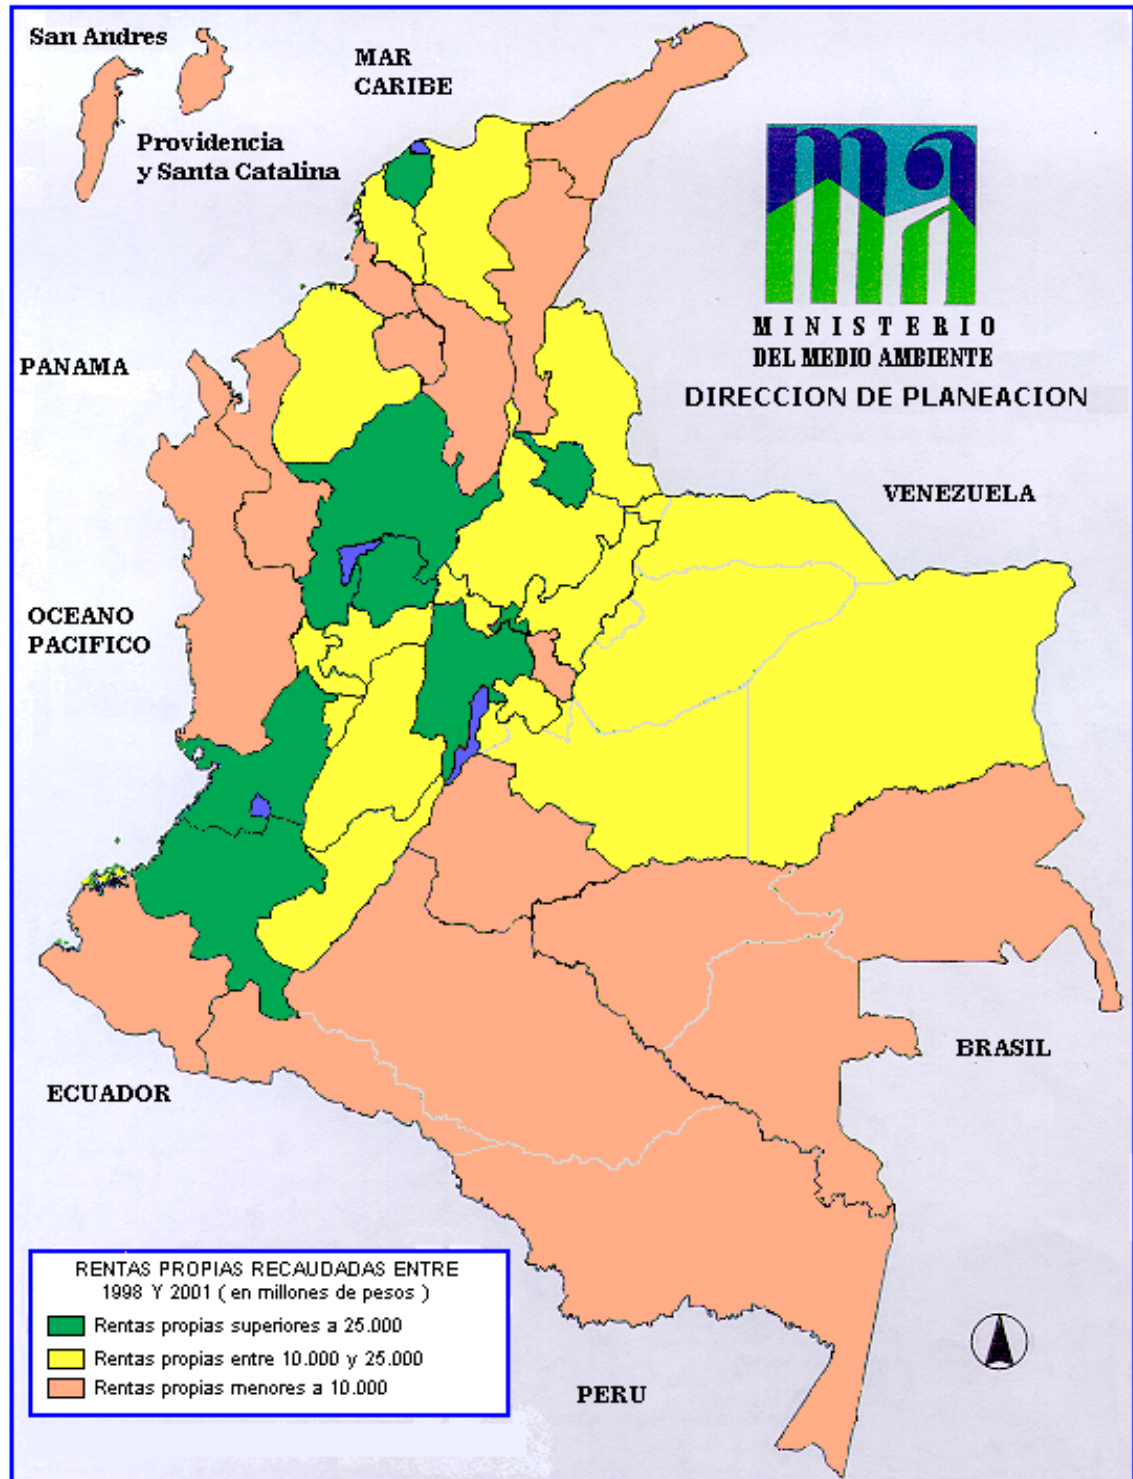 San Andres
MAR
CARIBE
Providencia
y Santa Catalina
ma
MINISTERIO
DEL MEDIO AMBIENTE
DIRECCION DE PLANEACION
PANAMA
VENEZUELA
OCEANO
PACIFICO
BRASIL
ECUADOR
RENTAS PROPIAS RECAUDADAS ENTRE
1998 Y 2001 ( en millones de pesos )
Rentas propias superiores a 25.000
Rentas propias entre 10.000 y 25.000
Rentas propias menores a 10.000
PERU